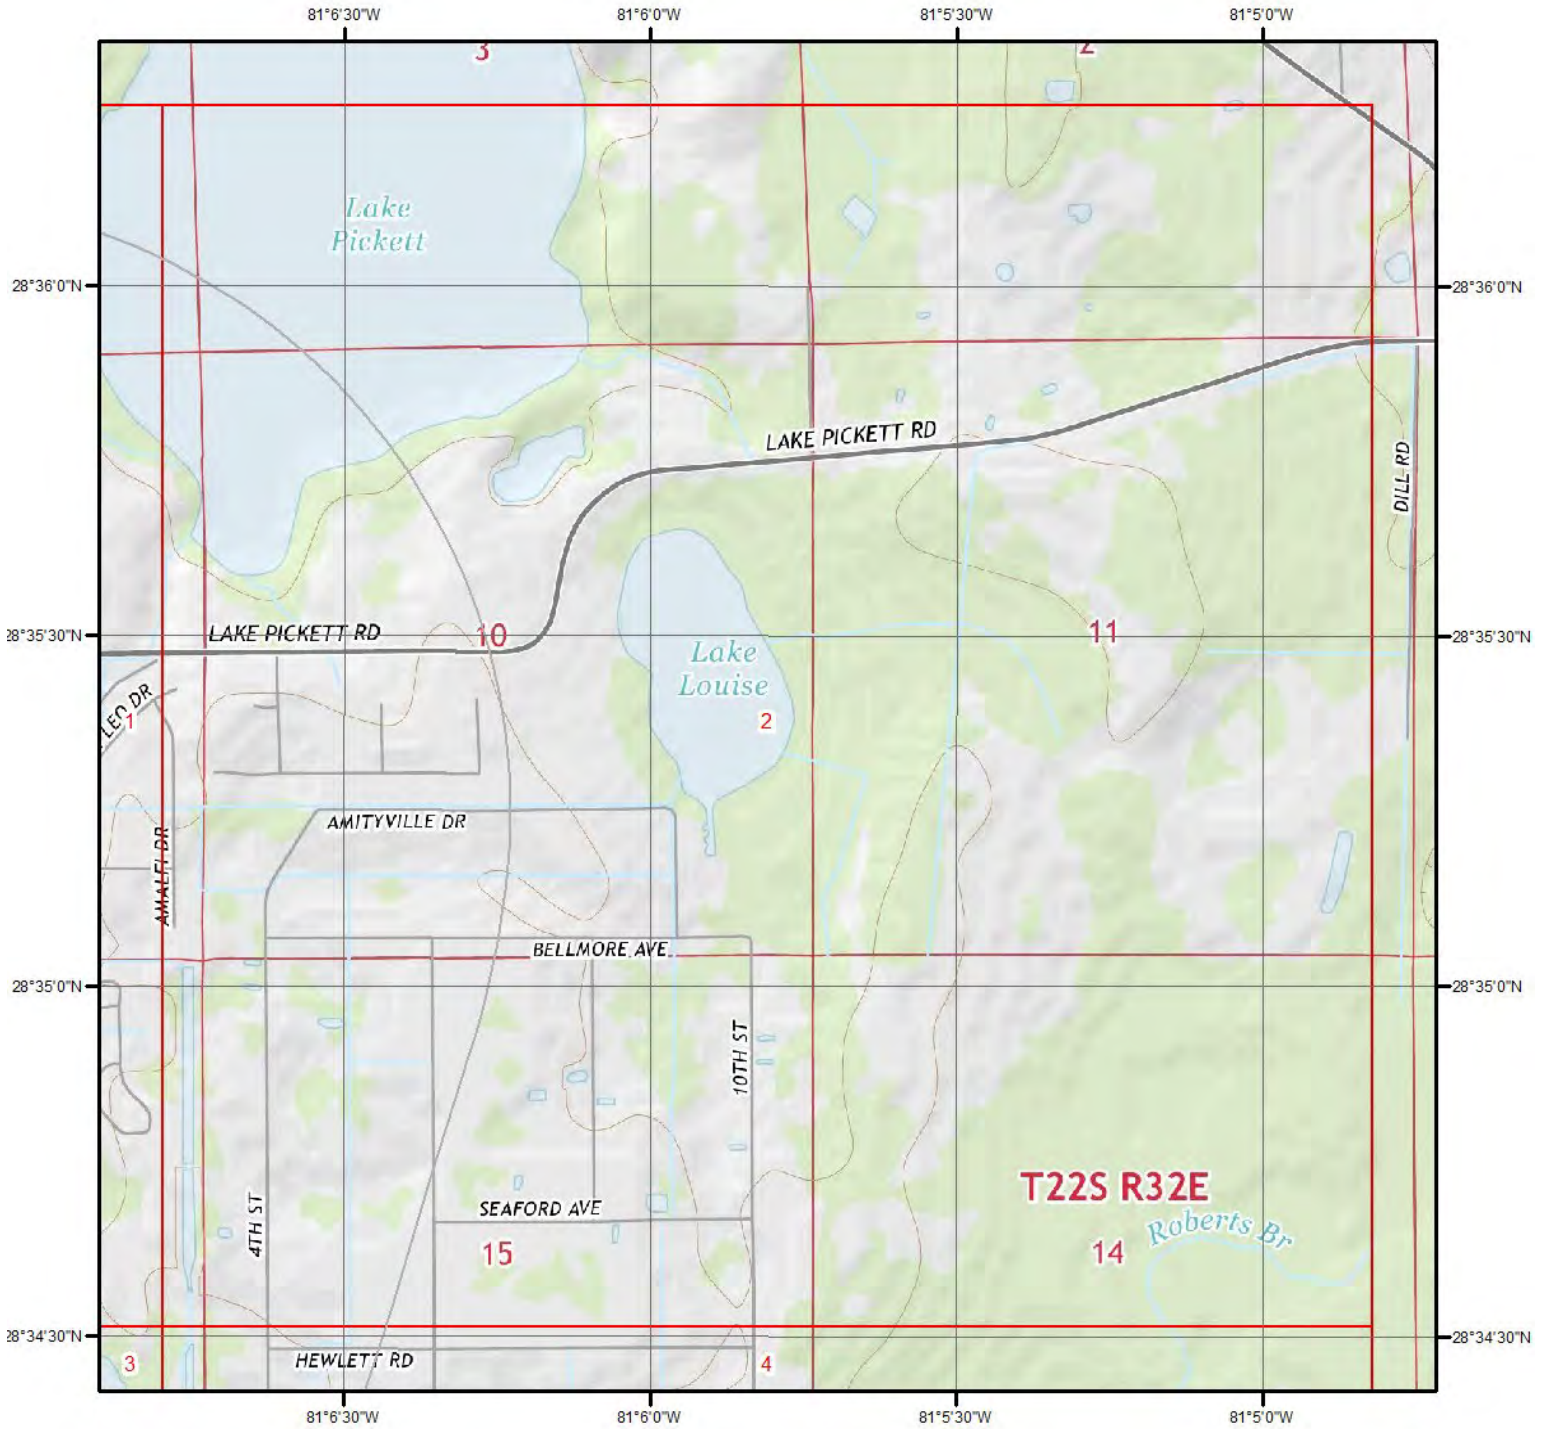 81°6'30"W 81°6'0"W 81°5'30"W 81°5'0"W
3 2
Lake
Pickett
28°36'0"N 28°36'0"N
LAKE PICKETT RD
DILL RD
28°35'30"N LAKE PICKETT RD 10 11 28°35'30"N
Lake
Louise
LEO DR
1 2
AMITYVILLE DR
AMALFI DR
BELLMORE AVE
28°35'0"N 28°35'0"N
10TH ST
T22S R32E
4TH ST
SEAFORD AVE
Roberts Br
15 14
28°34'30"N 28°34'30"N
3 HEWLETT RD 4
81°6'30"W 81°6'0"W 81°5'30"W 81°5'0"W